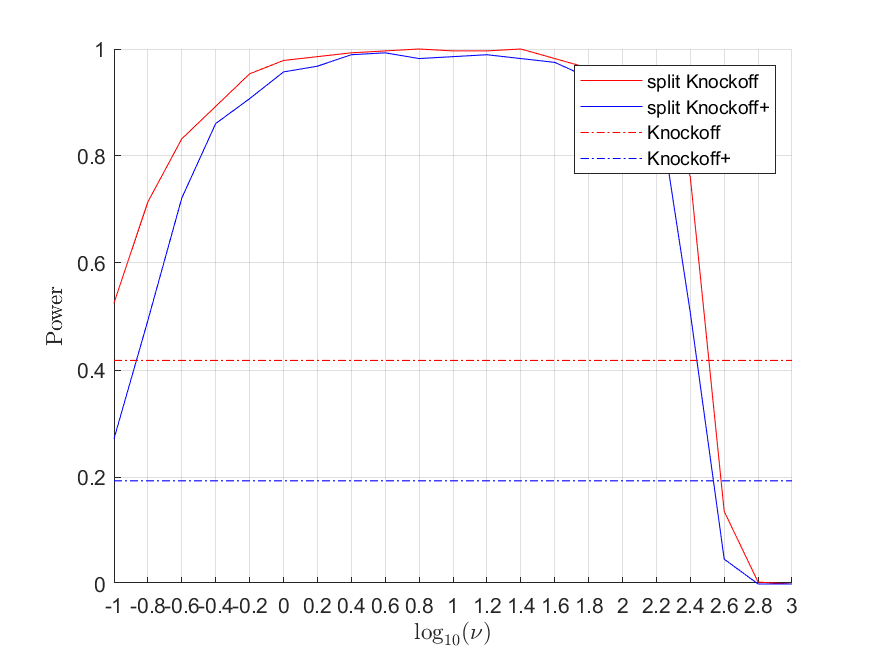 1
0.8
0.6
0.4
0.2
0
Power
split Knockoff
split Knockoff+
Knockoff
Knockoff+
-1 -0.8 -0.6 -0.4 -0.2 0 0.2 0.4 0.6 0.8 1 1.2 1.4 1.6 1.8 2 2.2 2.4 2.6 2.8 3
log₁₀(ν)